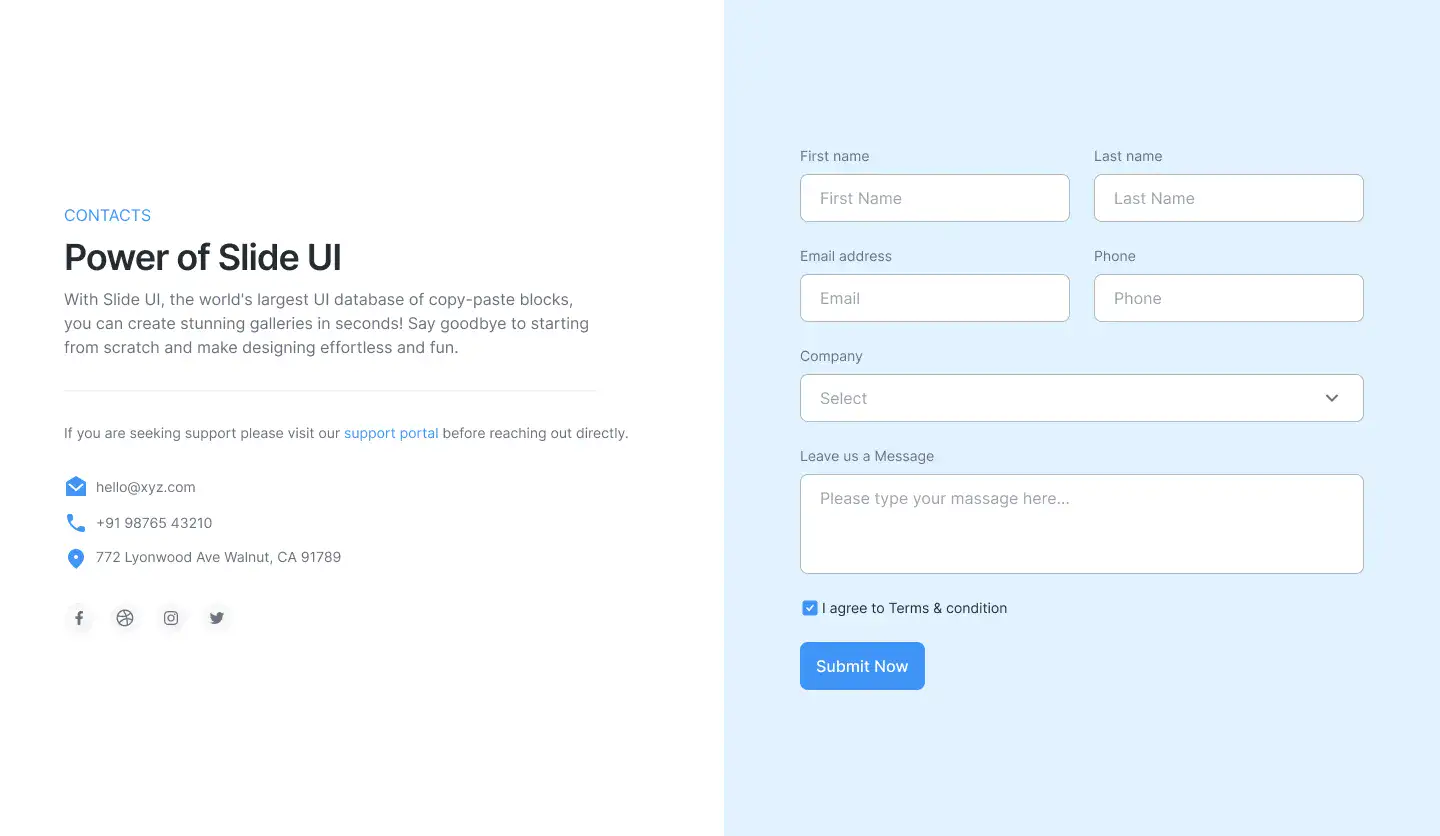 CONTACTS
Power of Slide UI
With Slide UI, the world's largest UI database of copy-paste blocks,
you can create stunning galleries in seconds! Say goodbye to starting
from scratch and make designing effortless and fun.
If you are seeking support please visit our support portal before reaching out directly.
hello@xyz.com
+91 98765 43210
772 Lyonwood Ave Walnut, CA 91789
First name
First Name
Last name
Last Name
Email address
Email
Phone
Phone
Company
Select
Leave us a Message
Please type your massage here...
I agree to Terms & condition
Submit Now